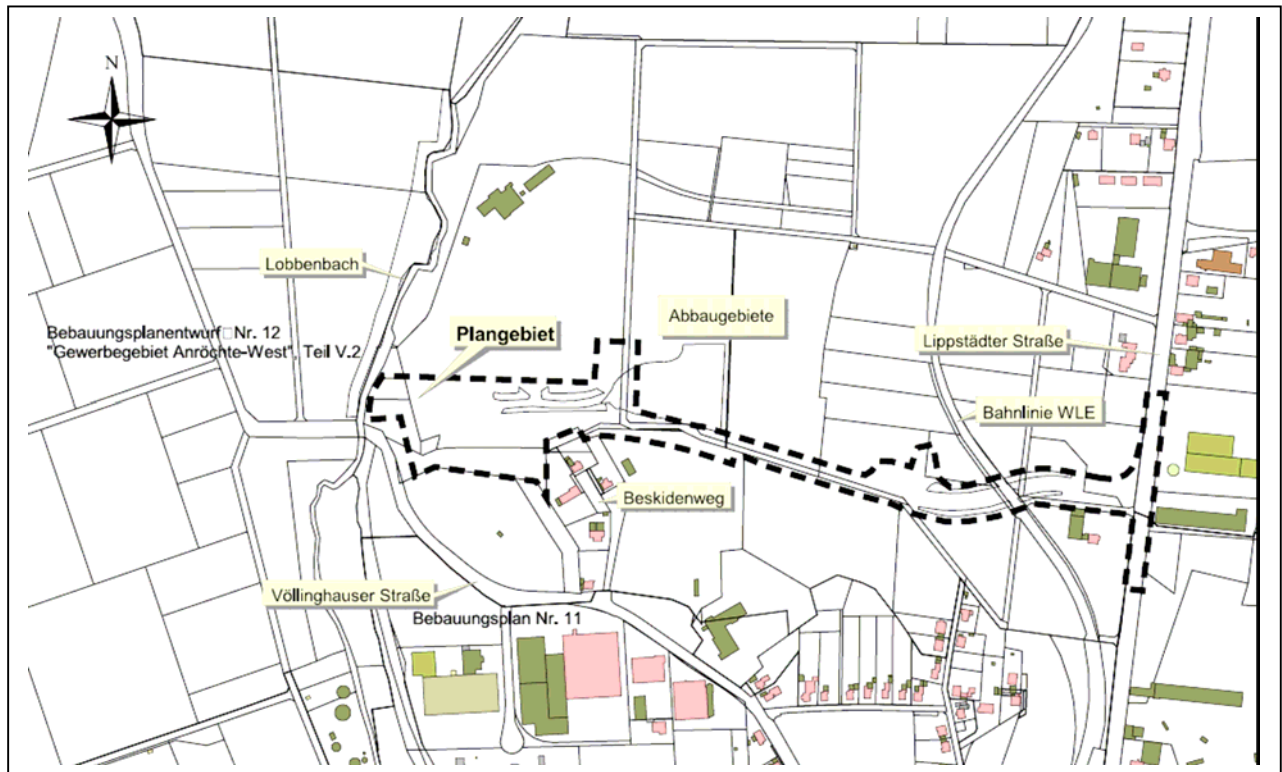 N
Lobbenbach
Bebauungsplanentwurf□Nr. 12
"Gewerbegebiet Anröchte-West", Teil V.2
Plangebiet
Abbaugebiete
Lippstädter Straße
Bahnlinie WLE
Beskidenweg
Völlinghauser Straße
Bebauungsplan Nr. 11